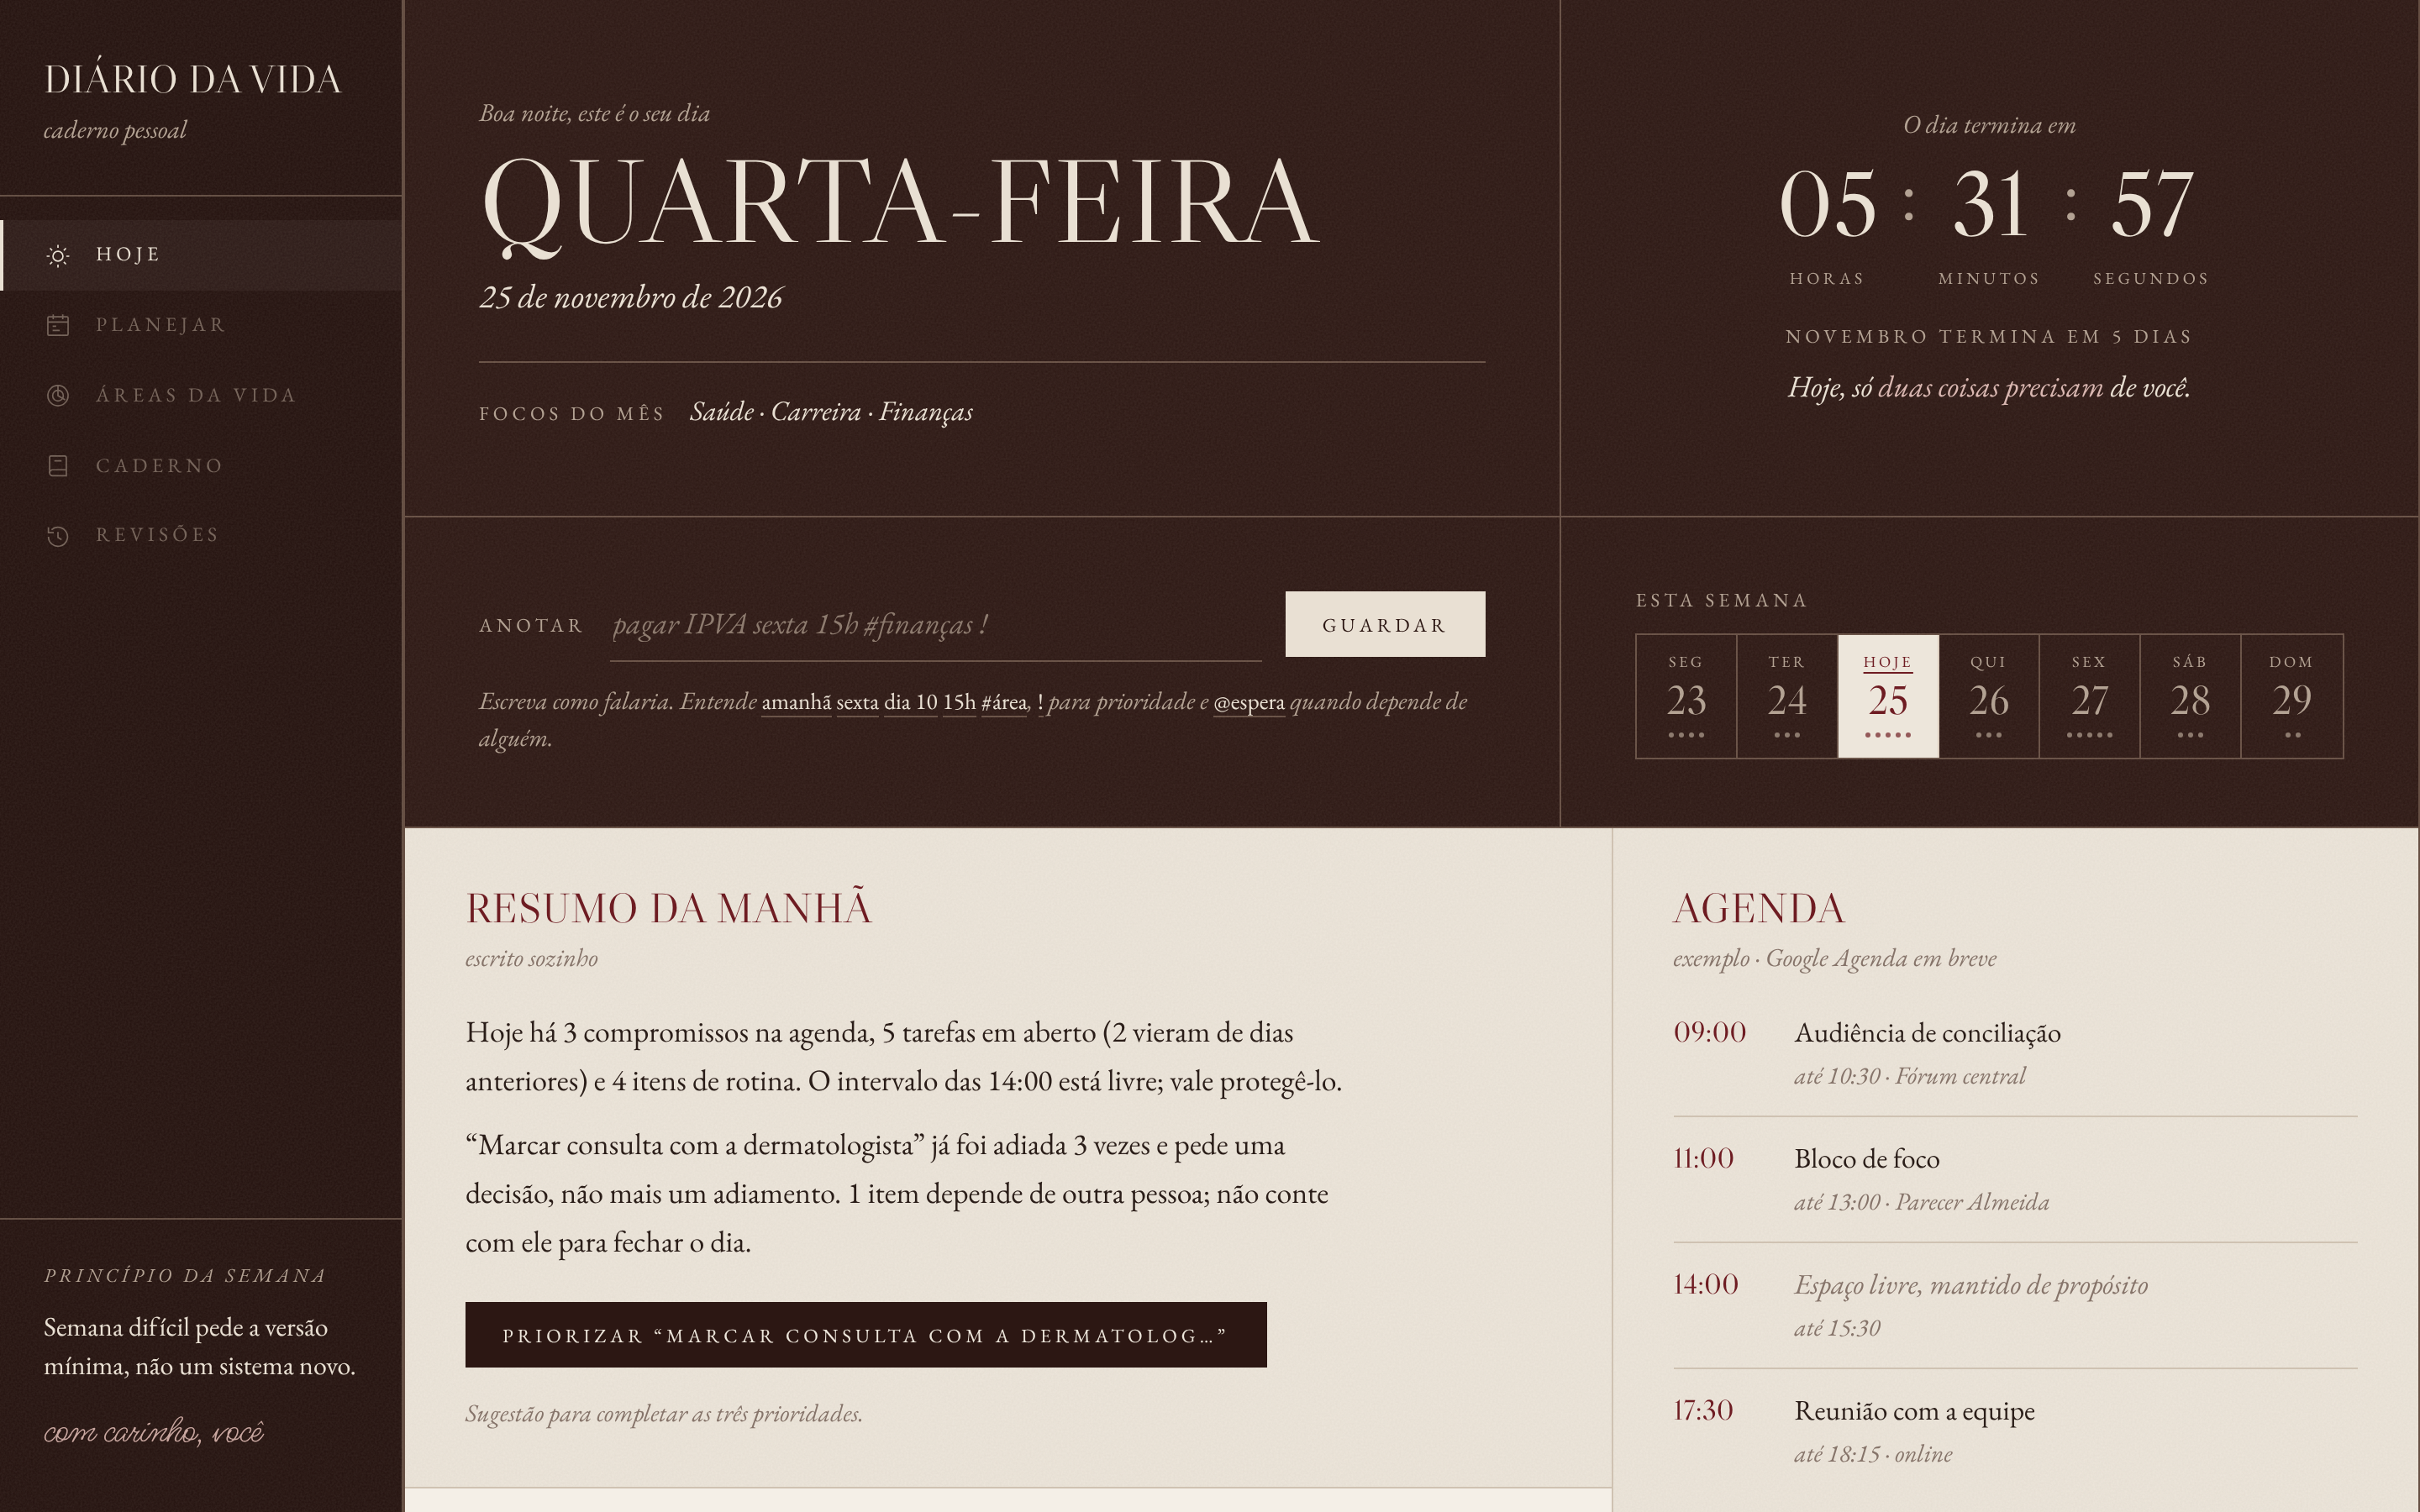 DIÁRIO DA VIDA
caderno pessoal
HOJE
PLANEJAR
ÁREAS DA VIDA
CADERNO
REVISÕES
PRINCÍPIO DA SEMANA
Semana difícil pede a versão
mínima, não um sistema novo.
com carinho, você
Boa noite, este é o seu dia
QUARTA-FEIRA
25 de novembro de 2026
FOCOS DO MÊS Saúde · Carreira · Finanças
O dia termina em
05 : 31 : 57
HORAS MINUTOS SEGUNDOS
NOVEMBRO TERMINA EM 5 DIAS
Hoje, só duas coisas precisam de você.
ANOTAR pagar IPVA sexta 15h #finanças ! GUARDAR
Escreva como falaria. Entende amanhã sexta dia 10 15h #área, ! para prioridade e @espera quando depende de
alguém.
ESTA SEMANA
SEG TER HOJE QUI SEX SÁB DOM
23 24 25 26 27 28 29
RESUMO DA MANHÃ
escrito sozinho
Hoje há 3 compromissos na agenda, 5 tarefas em aberto (2 vieram de dias
anteriores) e 4 itens de rotina. O intervalo das 14:00 está livre; vale protegê-lo.
“Marcar consulta com a dermatologista” já foi adiada 3 vezes e pede uma
decisão, não mais um adiamento. 1 item depende de outra pessoa; não conte
com ele para fechar o dia.
PRIORIZAR “MARCAR CONSULTA COM A DERMATOLOG…”
Sugestão para completar as três prioridades.
AGENDA
exemplo · Google Agenda em breve
09:00 Audiência de conciliação
até 10:30 · Fórum central
11:00 Bloco de foco
até 13:00 · Parecer Almeida
14:00 Espaço livre, mantido de propósito
até 15:30
17:30 Reunião com a equipe
até 18:15 · online